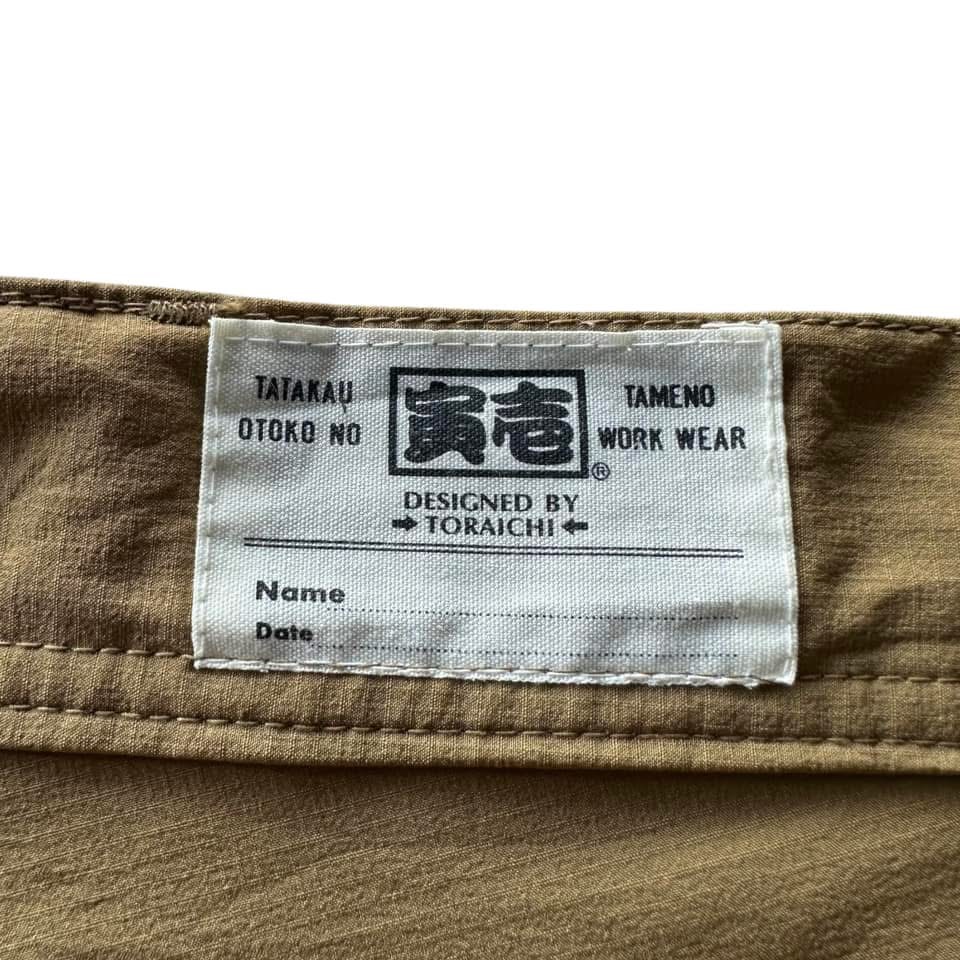 TATAKAU
OTOKO NO
寅壱
®
TAMENO
WORK WEAR
DESIGNED BY
TORAICHI
Name
Date